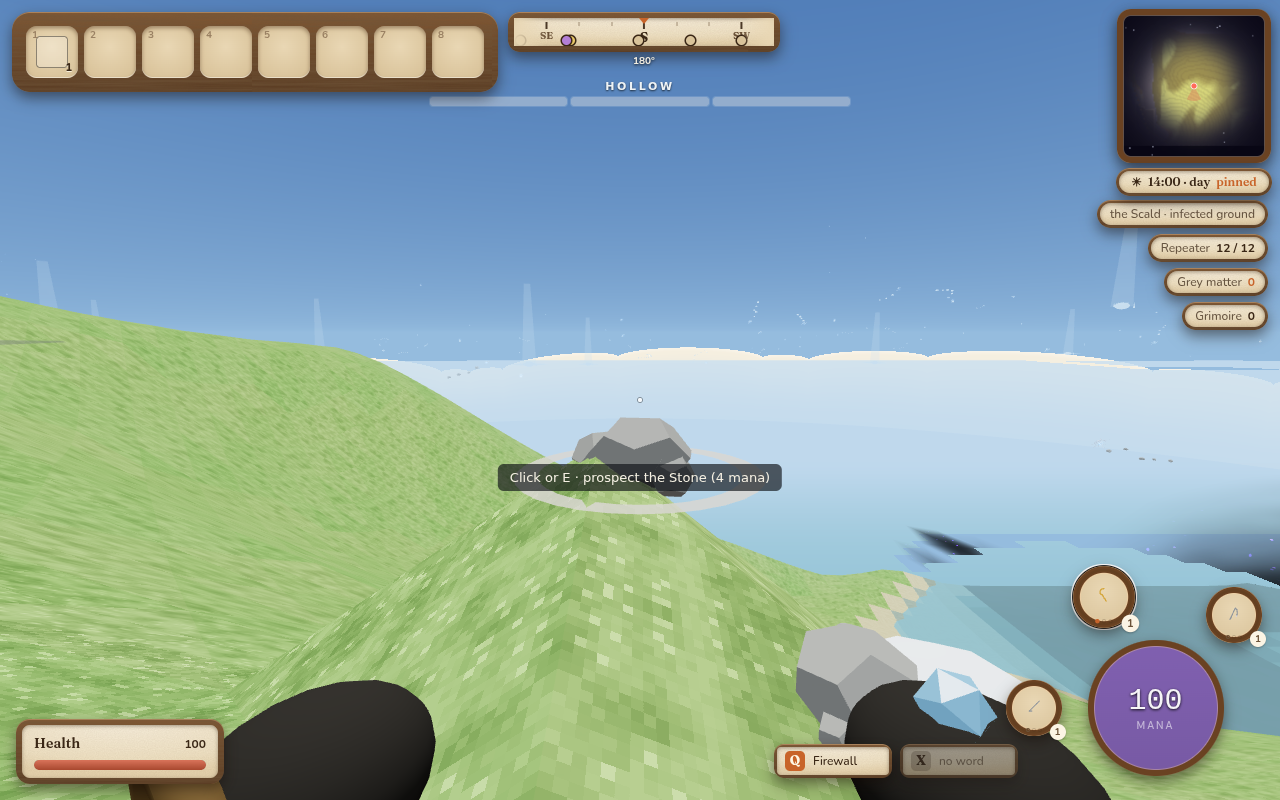 1
1
2
3
4
5
6
7
8
SE
S
SW
180°
HOLLOW
14:00 · day pinned
the Scald · infected ground
Repeater 12 / 12
Grey matter 0
Grimoire 0
Click or E · prospect the Stone (4 mana)
1
1
1
100
MANA
Health 100
Q Firewall
X no word